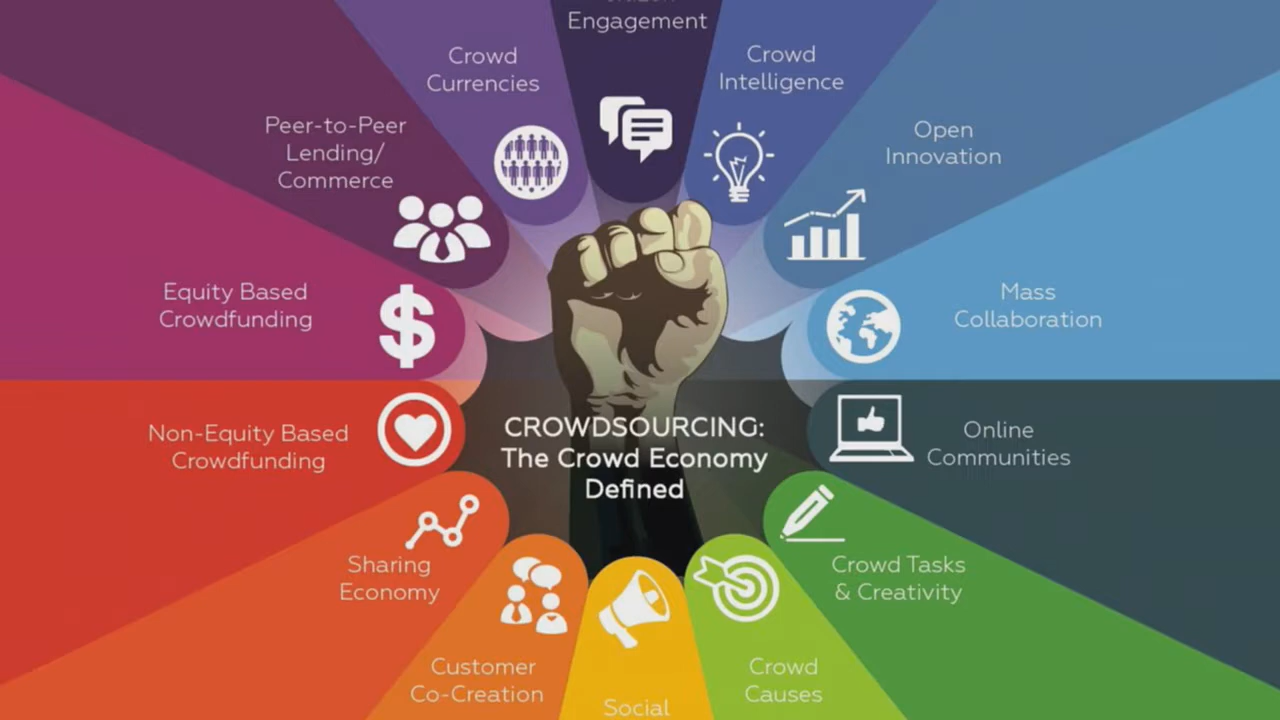 Engagement
Crowd
Currencies
Crowd
Intelligence
Peer-to-Peer
Lending/
Commerce
Open
Innovation
Equity Based
Crowdfunding
Mass
Collaboration
CROWDSOURCING:
The Crowd Economy
Defined
Non-Equity Based
Crowdfunding
Online
Communities
Sharing
Economy
Crowd Tasks
& Creativity
Customer
Co-Creation
Social
Crowd
Causes